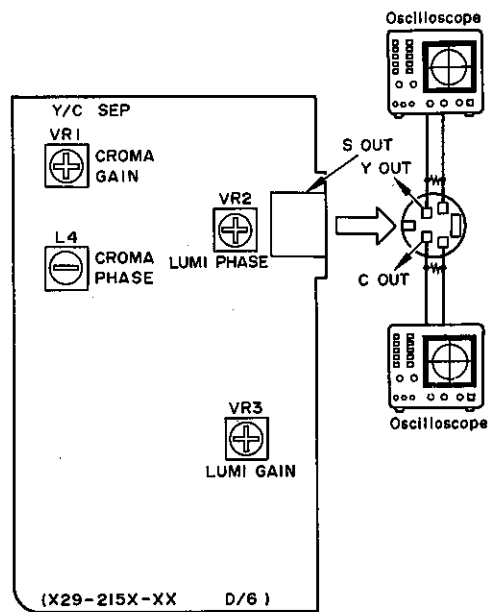 Oscilloscope
Y/C SEP
VR1
CROMA
GAIN
S OUT
Y OUT
VR2
L4
LUMI PHASE
CROMA
PHASE
C OUT
VR3
LUMI GAIN
Oscilloscope
(X29-215X-XX D/6)